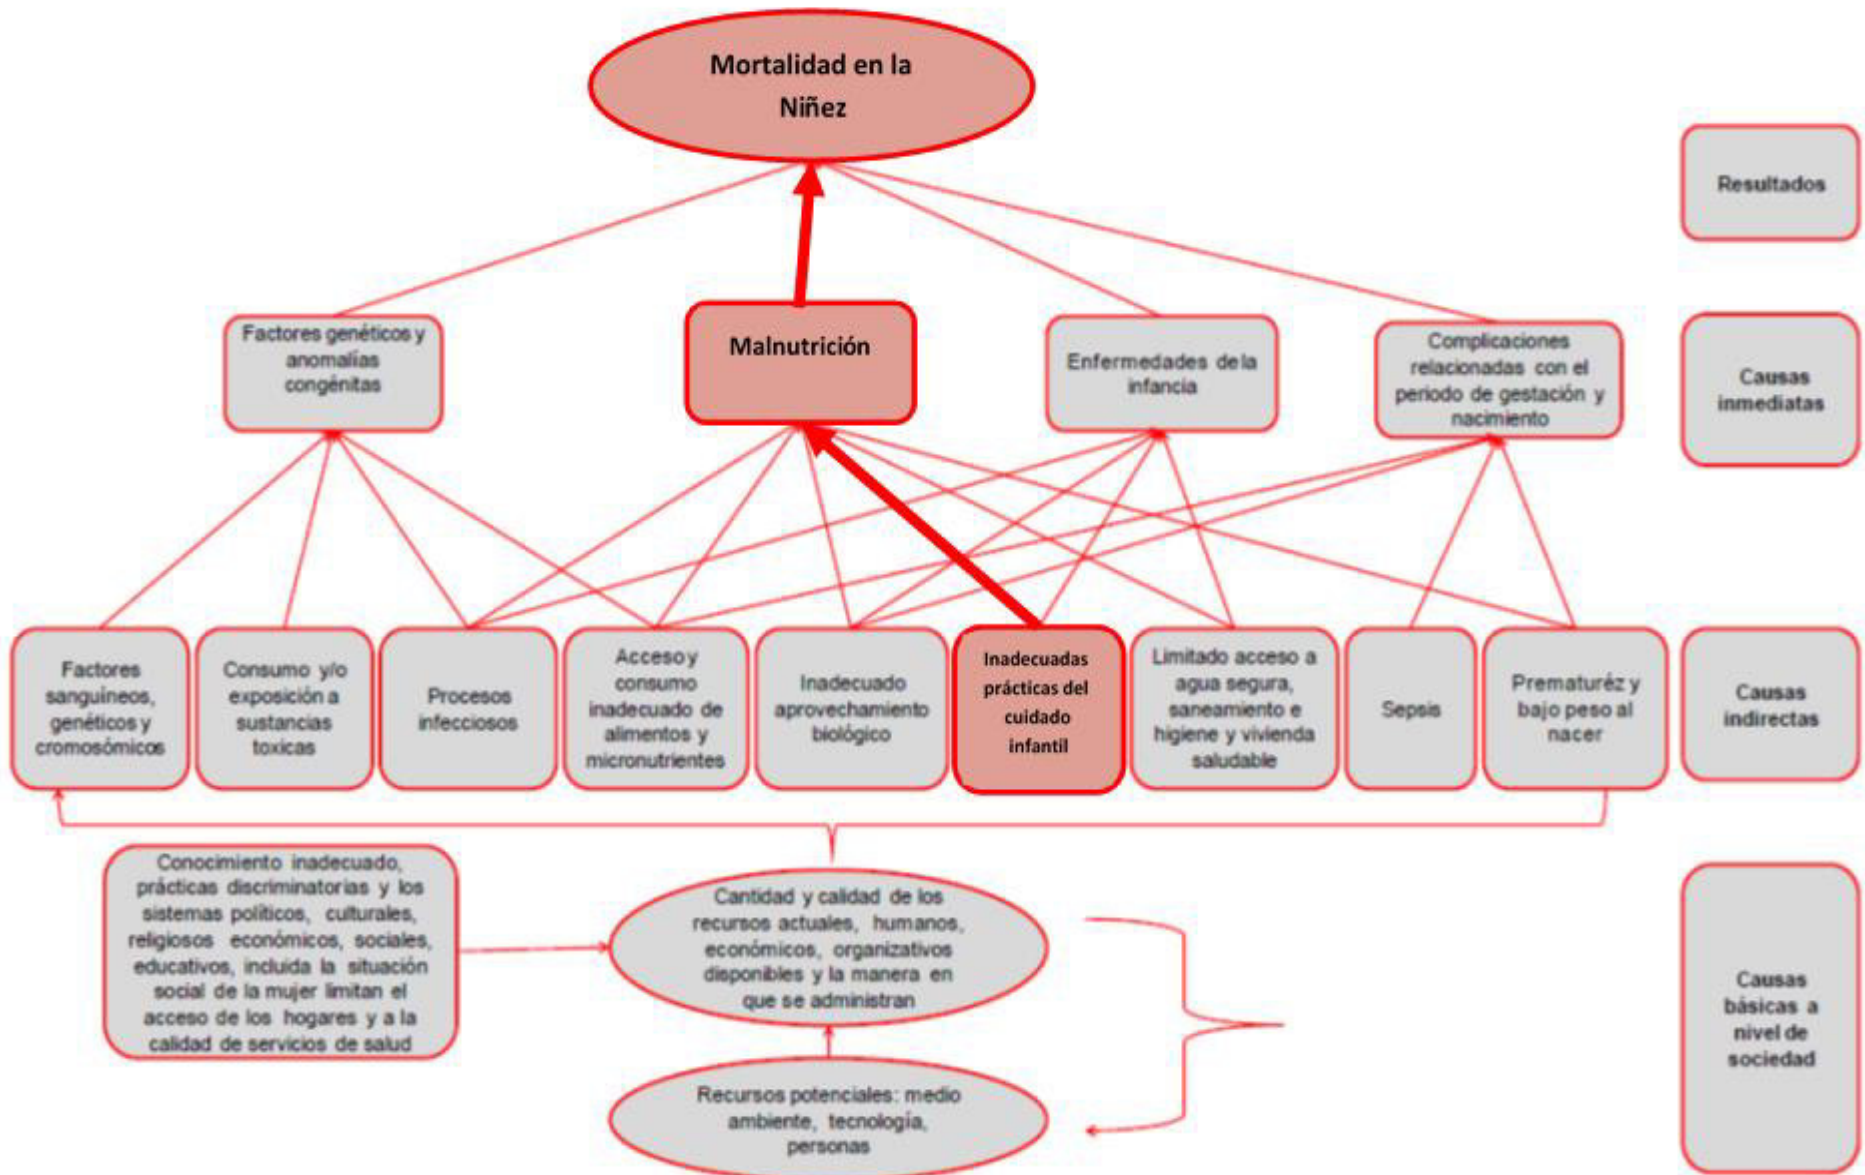 Mortalidad en la
Niñez
Resultados
Factores genéticos y
anomalías
congénitas
Malnutrición
Enfermedades dela
infancia
Complicaciones
relacionadas con el
periodo de gestación y
nacimiento
Causas
inmediatas
Factores
sanguíneos,
genéticos y
cromosómicos
Consumo y/o
exposición a
sustancias
toxicas
Procesos
infecciosos
Acceso y
consumo
inadecuado de
alimentos y
micronutrientes
Inadecuado
aprovechamiento
biológico
Inadecuadas
prácticas del
cuidado
infantil
Limitado acceso a
agua segura,
saneamiento e
higiene y vivienda
saludable
Sepsis
Prematuréz y
bajo peso al
nacer
Causas
indirectas
Conocimiento inadecuado,
prácticas discriminatorias y los
sistemas políticos, culturales,
religiosos económicos, sociales,
educativos, incluida la situación
social de la mujer limitan el
acceso de los hogares y a la
calidad de servicios de salud
Cantidad y calidad de los
recursos actuales, humanos,
económicos, organizativos
disponibles y la manera en
que se administran
Recursos potenciales: medio
ambiente, tecnología,
personas
Causas
básicas a
nivel de
sociedad